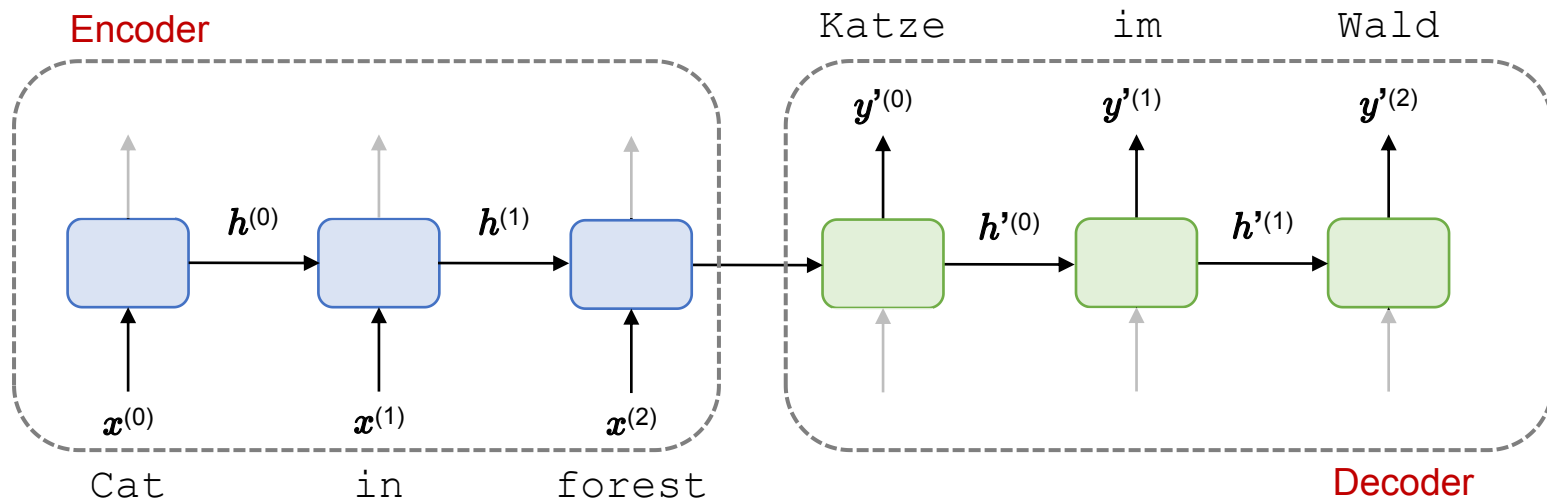 Encoder
Katze im Wald
y'(0) y'(1) y'(2)
h(0) h(1) h'(0) h'(1)
x(0) x(1) x(2)
Cat in forest
Decoder